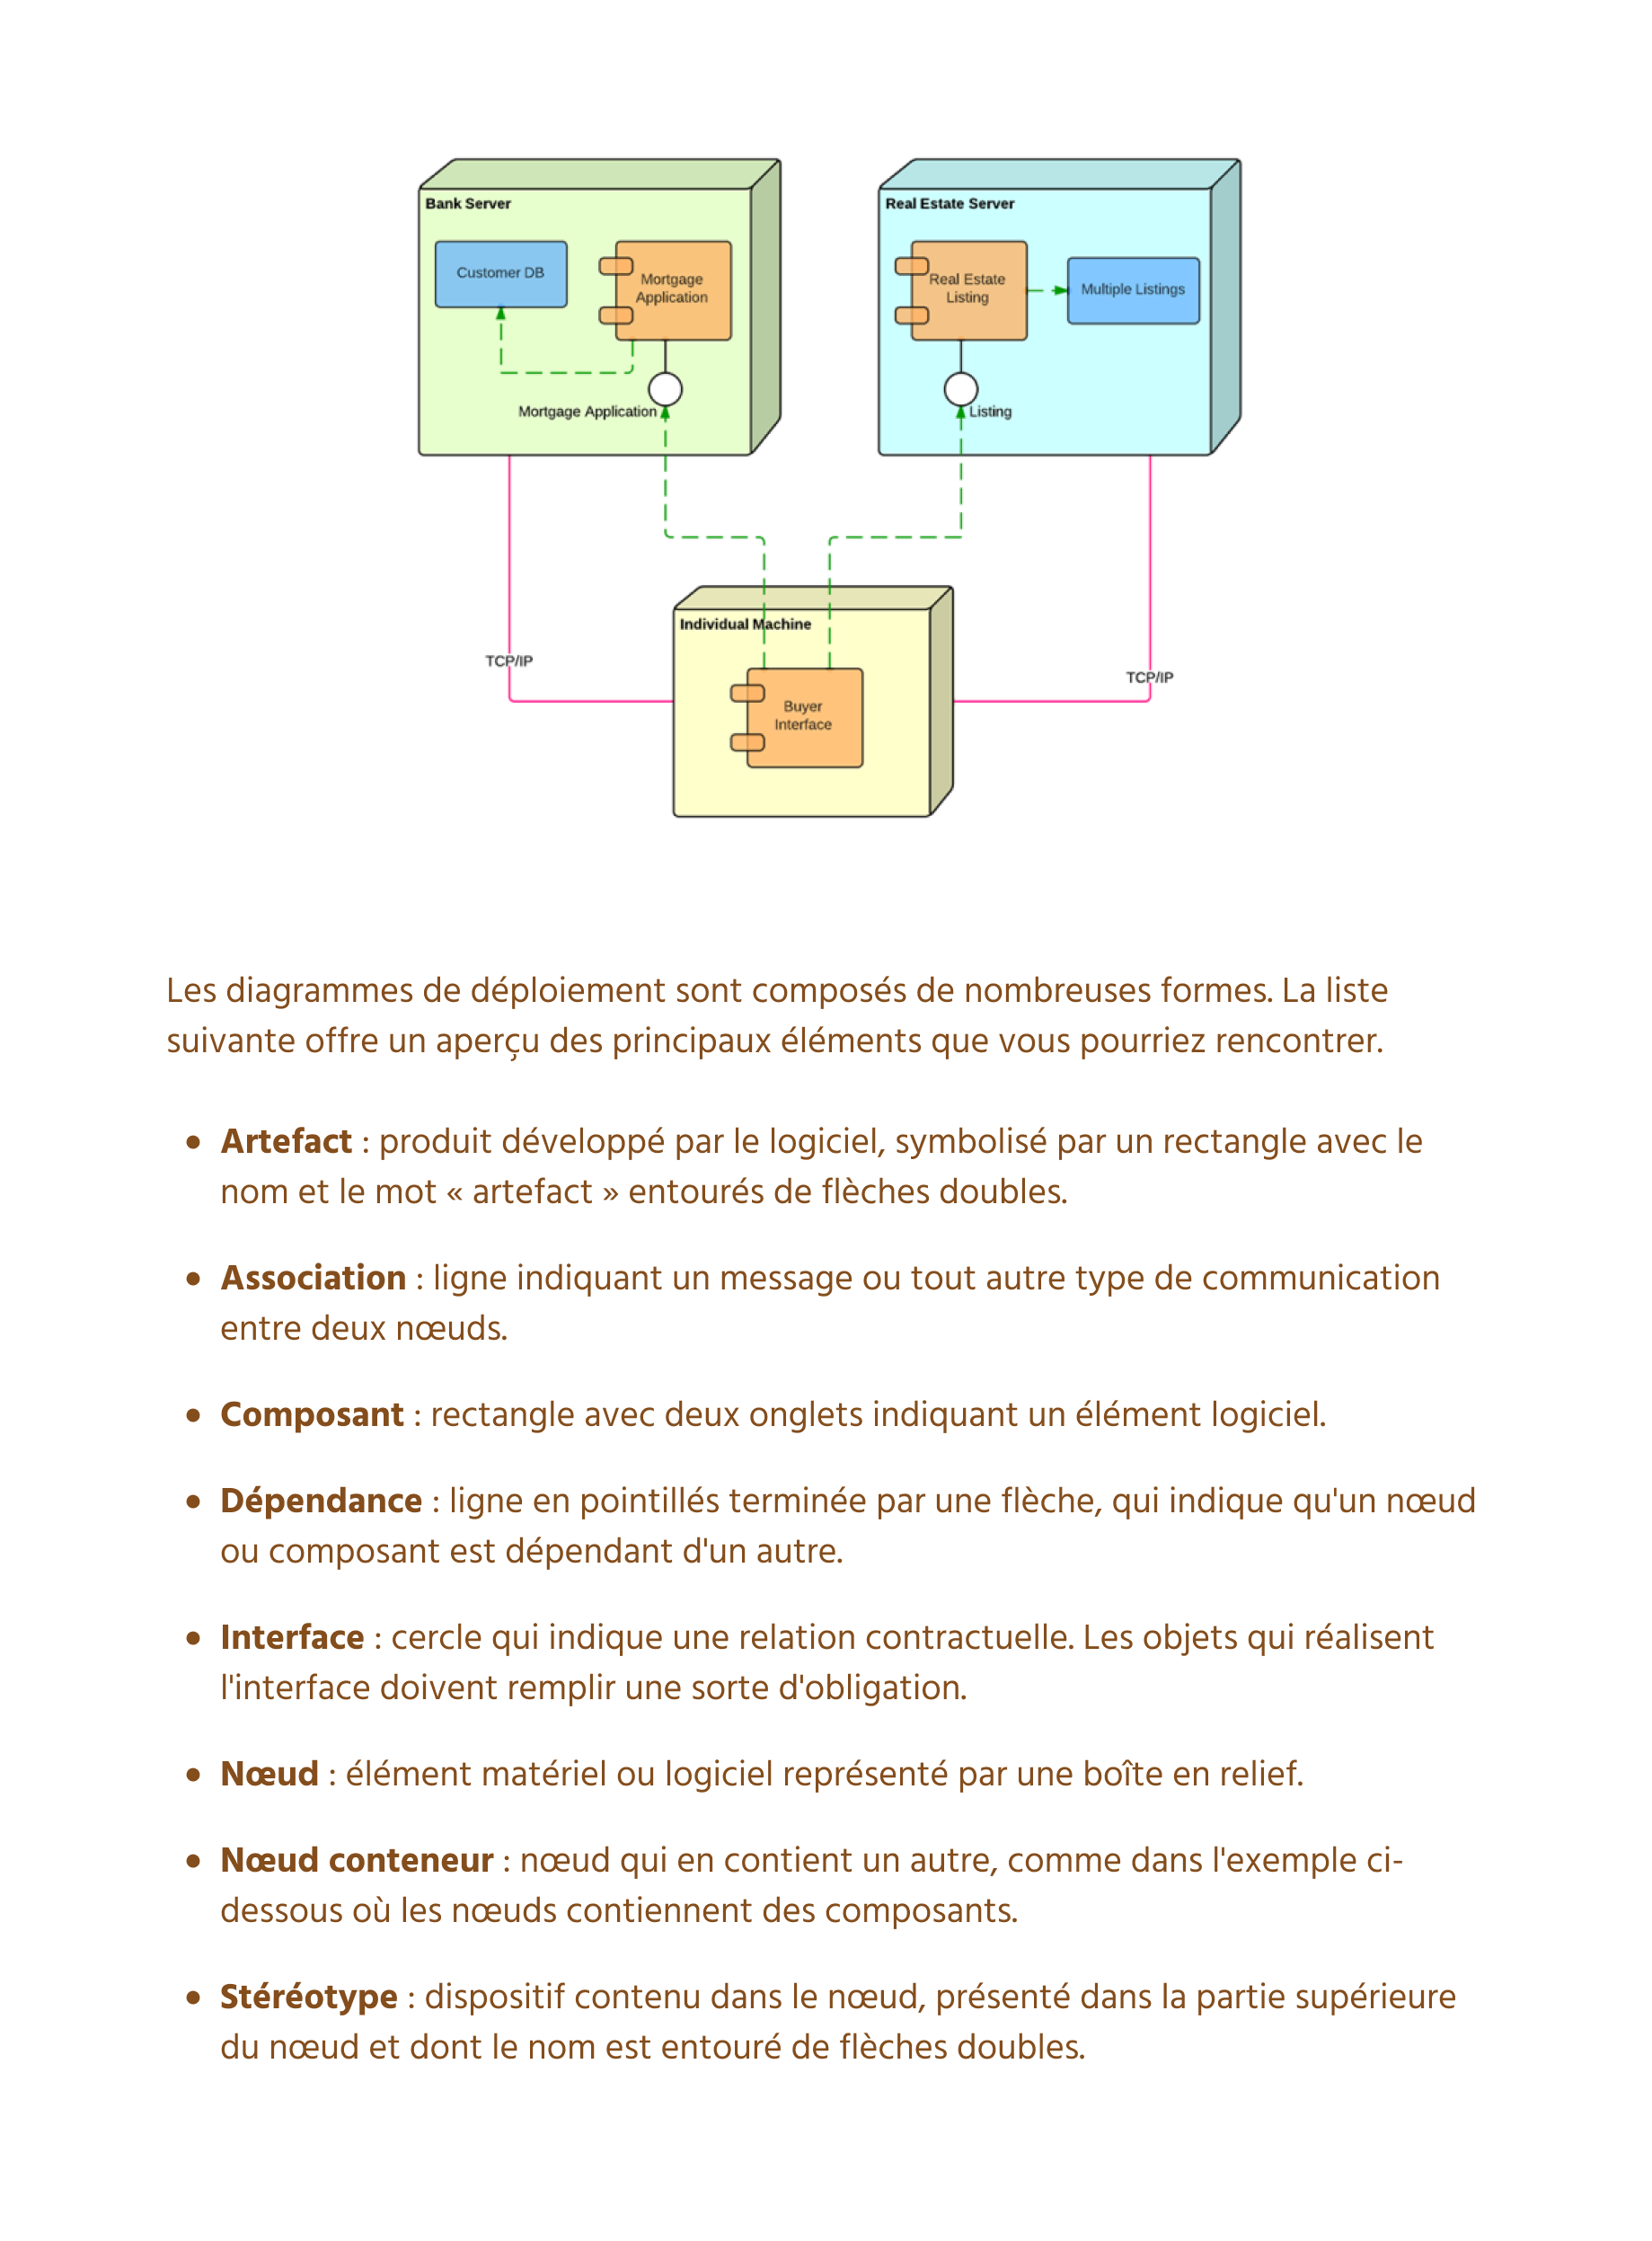 Bank Server
Customer DB
Mortgage
Application
Mortgage Application
Real Estate Server
Real Estate
Listing
Multiple Listings
Listing
Individual Machine
TCP/IP
TCP/IP
Buyer
Interface
Les diagrammes de déploiement sont composés de nombreuses formes. La liste
suivante offre un aperçu des principaux éléments que vous pourriez rencontrer.
• Artefact : produit développé par le logiciel, symbolisé par un rectangle avec le
nom et le mot « artefact » entourés de flèches doubles.
• Association : ligne indiquant un message ou tout autre type de communication
entre deux nœuds.
• Composant : rectangle avec deux onglets indiquant un élément logiciel.
• Dépendance : ligne en pointillés terminée par une flèche, qui indique qu'un nœud
ou composant est dépendant d'un autre.
• Interface : cercle qui indique une relation contractuelle. Les objets qui réalisent
l'interface doivent remplir une sorte d'obligation.
• Nœud : élément matériel ou logiciel représenté par une boîte en relief.
• Nœud conteneur : nœud qui en contient un autre, comme dans l'exemple ci-
dessous où les nœuds contiennent des composants.
• Stéréotype : dispositif contenu dans le nœud, présenté dans la partie supérieure
du nœud et dont le nom est entouré de flèches doubles.